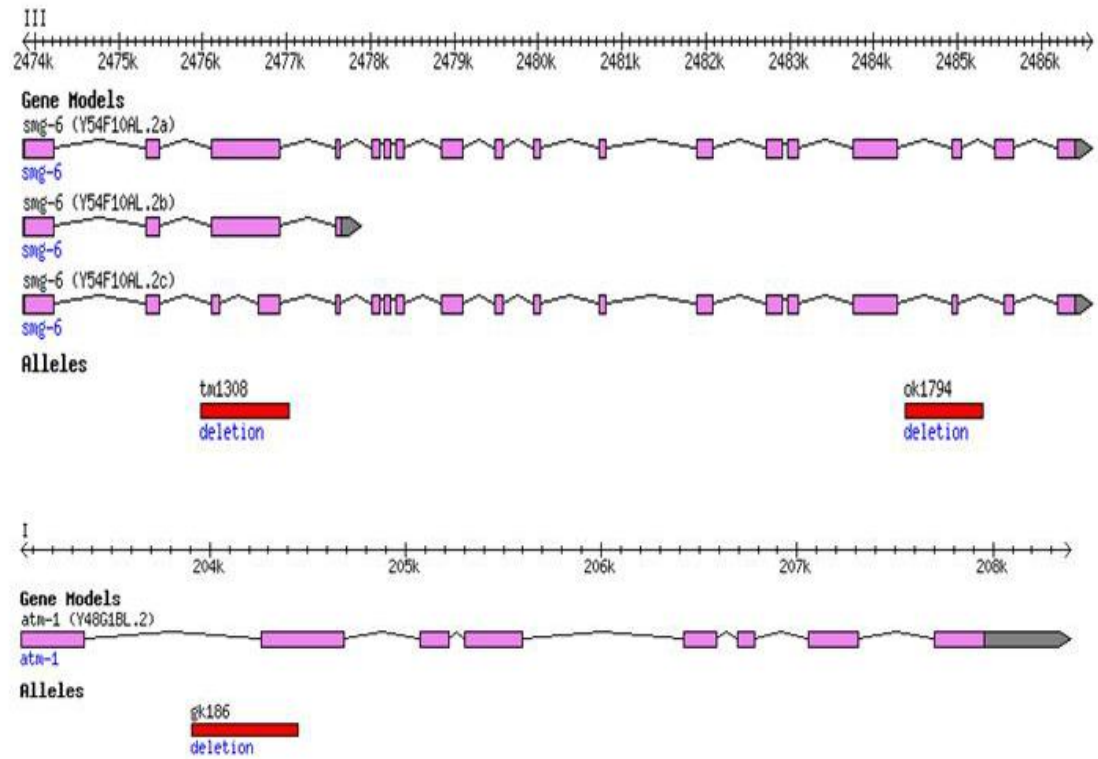 III
2474k 2475k 2476k 2477k 2478k 2479k 2480k 2481k 2482k 2483k 2484k 2485k 2486k
Gene Models
smg-6 (Y54F10AL.2a)
smg-6
smg-6 (Y54F10AL.2b)
smg-6
smg-6 (Y54F10AL.2c)
smg-6
Alleles
tm1308 ok1794
deletion deletion
I
204k 205k 206k 207k 208k
Gene Models
atm-1 (Y48G1BL.2)
atm-1
Alleles
gk186
deletion